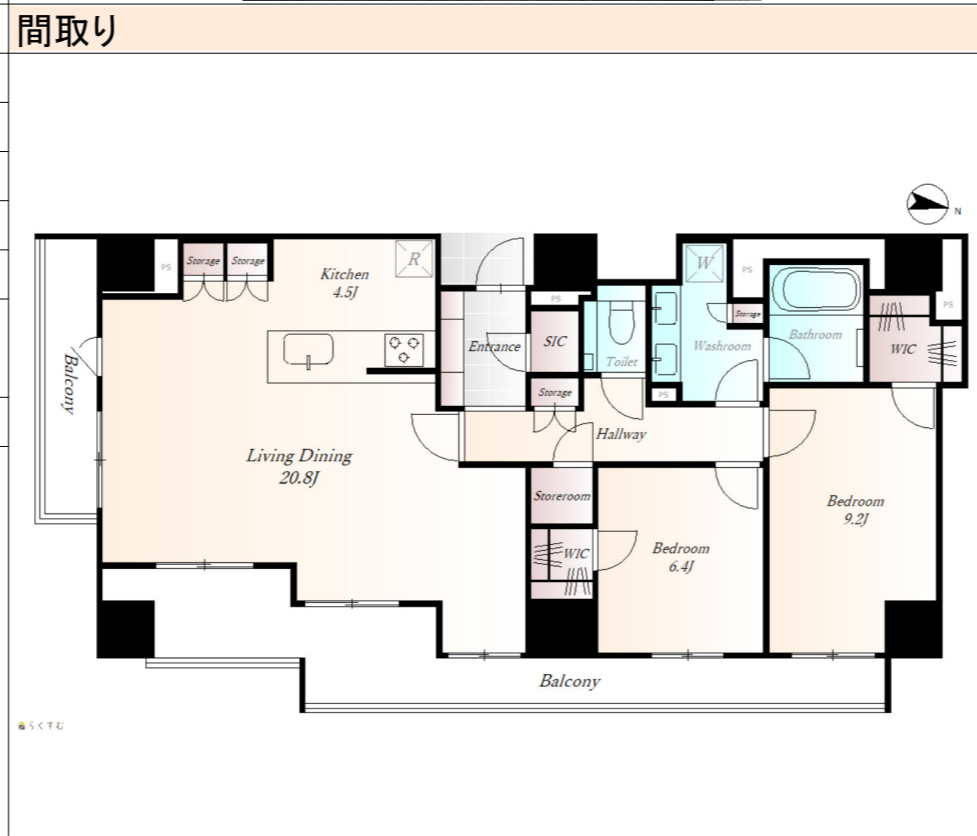 間取り
N
PS
Storage
Storage
Kitchen
4.5J
R
W
PS
PS
PS
SIC
Entrance
Toilet
Storage
Washroom
Bathroom
WIC
Balcony
Storage
PS
Hallway
Living Dining
20.8J
Storeroom
WIC
Bedroom
6.4J
Bedroom
9.2J
Balcony
らくすむ